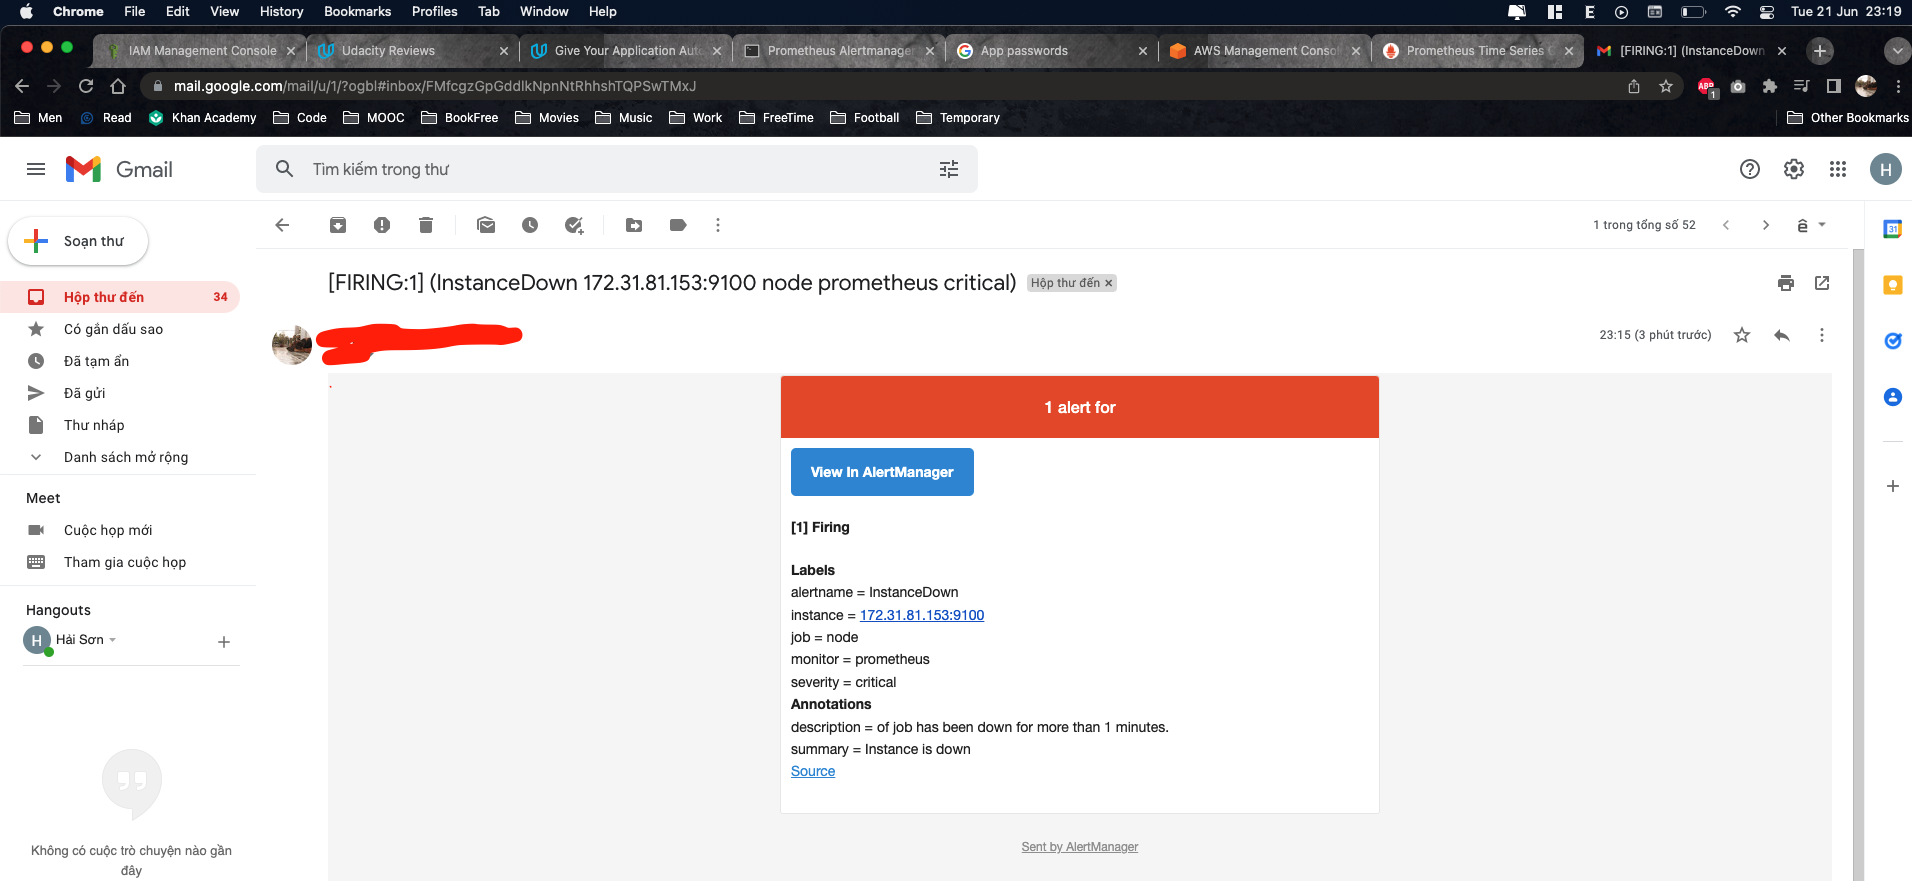 Chrome File Edit View History Bookmarks Profiles Tab Window Help Tue 21 Jun 23:19
IAM Management Console Udacity Reviews Give Your Application Auto Prometheus Alertmanager App passwords AWS Management Consol Prometheus Time Series C [FIRING:1] (InstanceDown
mail.google.com/mail/u/1/?ogbl#inbox/FMfcgzGpGddlkNpnNtRhhshTQPSwTMxJ
ABP 1
Men Read Khan Academy Code MOOC BookFree Movies Music Work FreeTime Football Temporary Other Bookmarks
Gmail
Tìm kiếm trong thư
H
Soạn thư
1 trong tổng số 52
ê
31
[FIRING:1] (InstanceDown 172.31.81.153:9100 node prometheus critical) Hộp thư đến ×
Hộp thư đến 34
Có gắn dấu sao
Đã tạm ẩn
Đã gửi
Thư nháp
Danh sách mở rộng
Meet
Cuộc họp mới
Tham gia cuộc họp
Hangouts
H Hải Sơn
Không có cuộc trò chuyện nào gần
đây
23:15 (3 phút trước)
1 alert for
View In AlertManager
[1] Firing
Labels
alertname = InstanceDown
instance = 172.31.81.153:9100
job = node
monitor = prometheus
severity = critical
Annotations
description = of job has been down for more than 1 minutes.
summary = Instance is down
Source
Sent by AlertManager